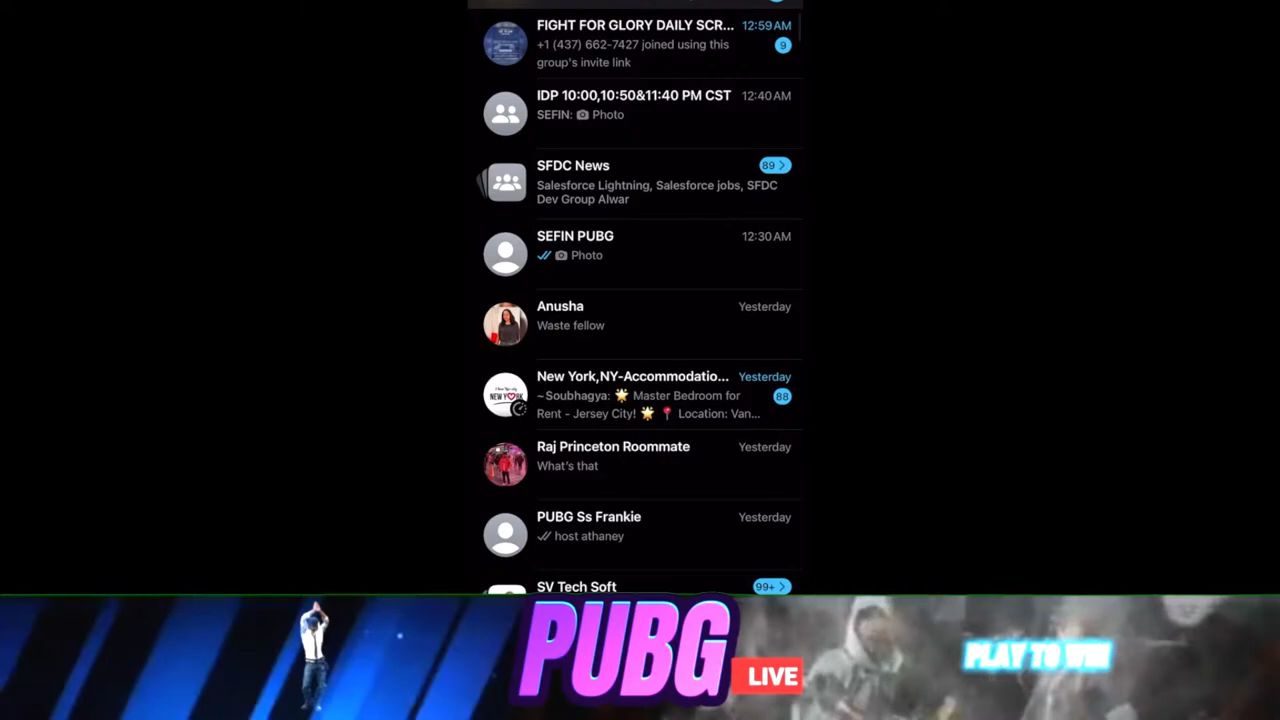 FIGHT FOR GLORY DAILY SCR... 12:59 AM
+1 (437) 662-7427 joined using this 9
group's invite link
IDP 10:00,10:50&11:40 PM CST 12:40 AM
SEFIN: Photo
SFDC News 89 >
Salesforce Lightning, Salesforce jobs, SFDC
Dev Group Alwar
SEFIN PUBG 12:30 AM
Photo
Anusha Yesterday
Waste fellow
New York,NY-Accommodatio... Yesterday
~Soubhagya: 🌟 Master Bedroom for 88
Rent - Jersey City! 🌟 📍 Location: Van...
NEW Y❤RK
Raj Princeton Roommate Yesterday
What's that
PUBG Ss Frankie Yesterday
host athaney
SV Tech Soft 99+ >
PUBG
LIVE
PLAY TO WIN